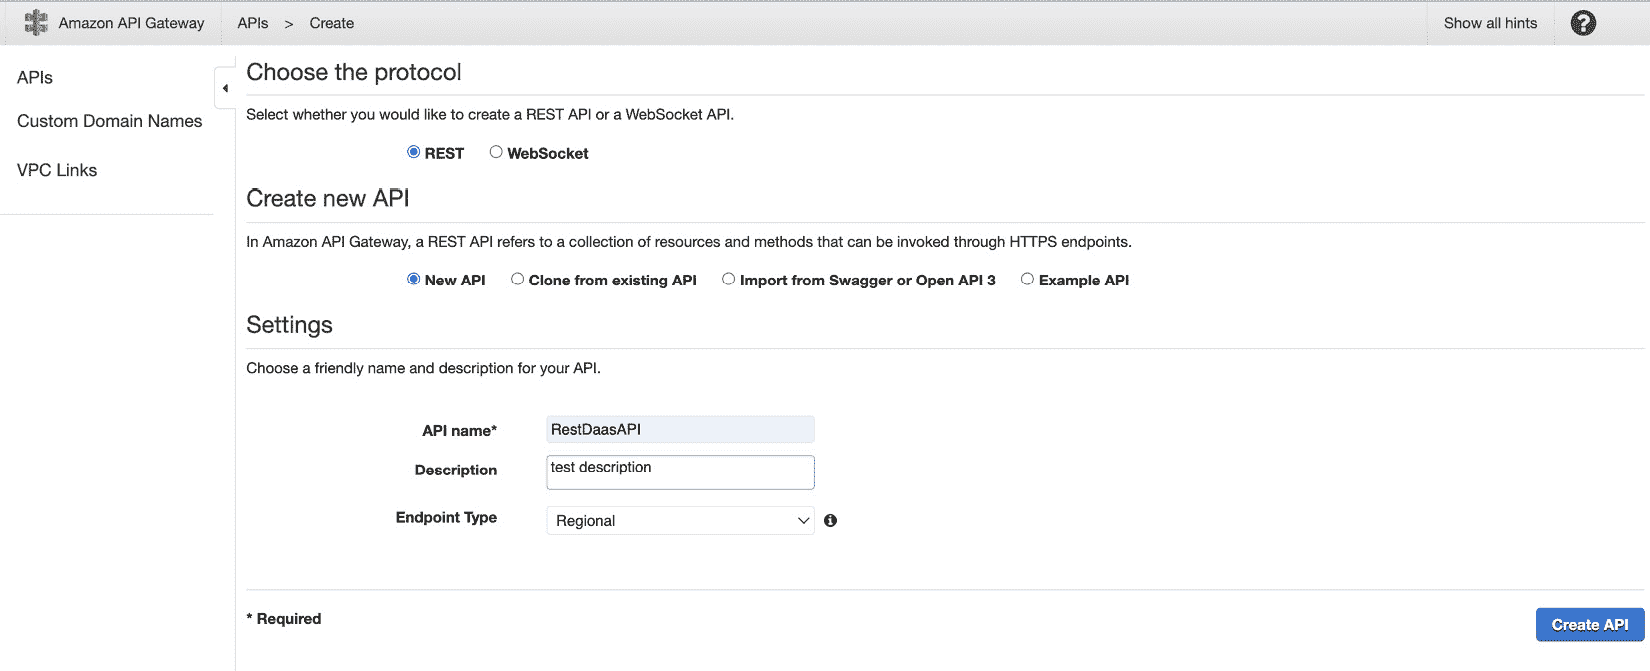 Amazon API Gateway APIs > Create Show all hints ?
APIs
Custom Domain Names
VPC Links
Choose the protocol
Select whether you would like to create a REST API or a WebSocket API.
REST WebSocket
Create new API
In Amazon API Gateway, a REST API refers to a collection of resources and methods that can be invoked through HTTPS endpoints.
New API Clone from existing API Import from Swagger or Open API 3 Example API
Settings
Choose a friendly name and description for your API.
API name* RestDaasAPI
Description test description
Endpoint Type Regional
* Required
Create API